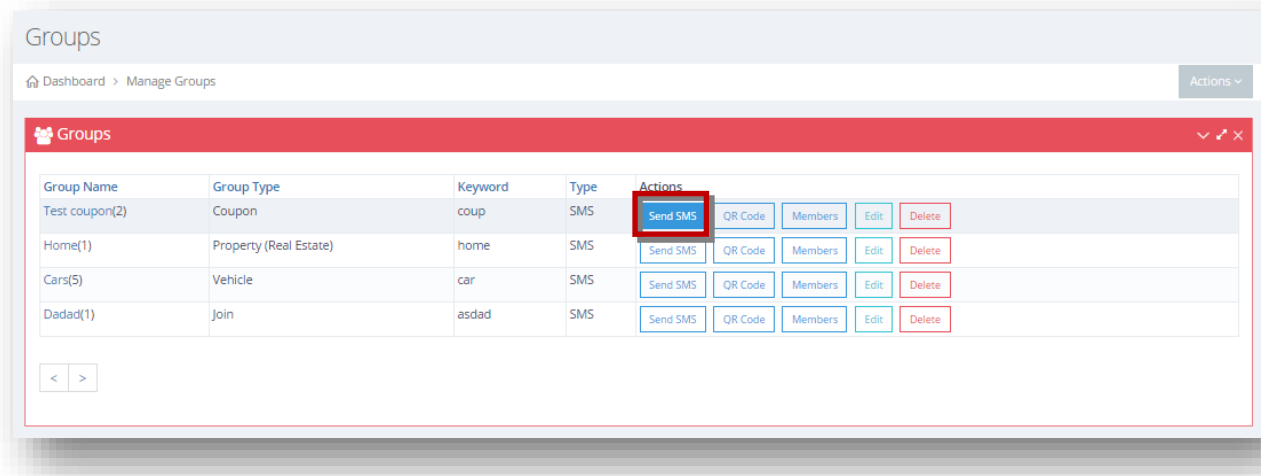 Groups
Dashboard > Manage Groups
Actions
Groups
Group Name Group Type Keyword Type Actions
Test coupon(2) Coupon coup SMS Send SMS QR Code Members Edit Delete
Home(1) Property (Real Estate) home SMS Send SMS QR Code Members Edit Delete
Cars(5) Vehicle car SMS Send SMS QR Code Members Edit Delete
Dadad(1) Join asdad SMS Send SMS QR Code Members Edit Delete
< >